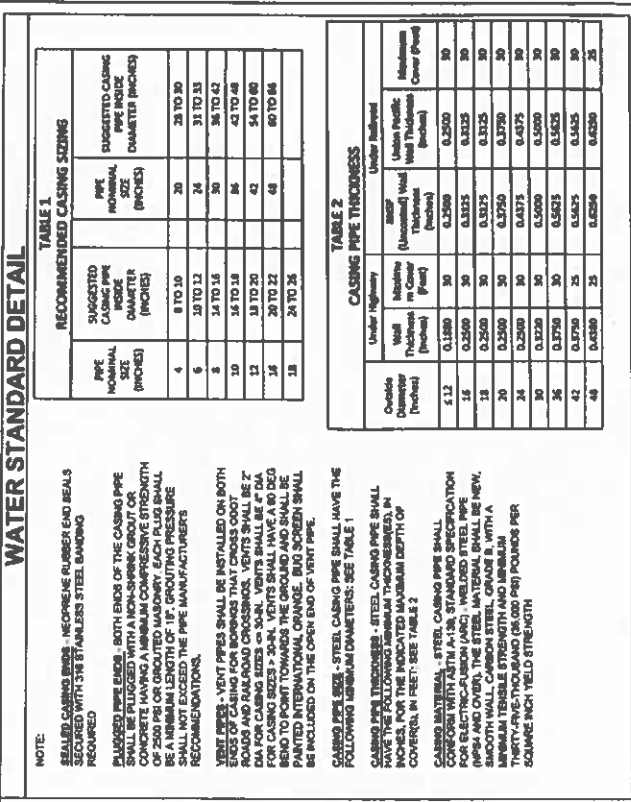 WATER STANDARD DETAIL
NOTE:
SEALED CASING ENDS - NEOPRENE RUBBER END SEALS
SECURED WITH 316 STAINLESS STEEL BANDING
REQUIRED
PLUGGED PIPE ENDS - BOTH ENDS OF THE CASING PIPE
SHALL BE PLUGGED WITH A NON-SHRINK GROUT OR
CONCRETE HAVING A MINIMUM COMPRESSIVE STRENGTH
OF 2500 PSI OR GROUTED MASONRY. EACH PLUG SHALL
BE A MINIMUM LENGTH OF 18". GROUTING PRESSURE
SHALL NOT EXCEED THE PIPE MANUFACTURER'S
RECOMMENDATIONS.
VENT PIPES - VENT PIPES SHALL BE INSTALLED ON BOTH
ENDS OF CASING FOR BORINGS THAT CROSS ODOT
ROADS AND RAILROAD CROSSINGS. VENTS SHALL BE 2"
DIA FOR CASING SIZES <= 30-IN. VENTS SHALL BE 4" DIA
FOR CASING SIZES > 30-IN. VENTS SHALL HAVE A 90 DEG
BEND TO POINT TOWARDS THE GROUND AND SHALL BE
PAINTED INTERNATIONAL ORANGE. BUG SCREEN SHALL
BE INCLUDED ON THE OPEN END OF VENT PIPE.
CASING PIPE SIZE - STEEL CASING PIPE SHALL HAVE THE
FOLLOWING MINIMUM DIAMETERS: SEE TABLE 1
CASING PIPE THICKNESS - STEEL CASING PIPE SHALL
HAVE THE FOLLOWING MINIMUM THICKNESS(ES), IN
INCHES, FOR THE INDICATED MAXIMUM DEPTH OF
COVER(S), IN FEET: SEE TABLE 2
CASING MATERIAL - STEEL CASING PIPE SHALL
CONFORM WITH ASTM A-139, STANDARD SPECIFICATION
FOR ELECTRIC-FUSION (ARC) - WELDED STEEL PIPE
(NPS4 AND OVER). THE STEEL MATERIAL SHALL BE NEW,
SMOOTH WALL, CARBON STEEL, GRADE B, WITH A
MINIMUM TENSILE STRENGTH AND MINIMUM
THIRTY-FIVE-THOUSAND (35,000 PSI) POUNDS PER
SQUARE INCH YIELD STRENGTH
TABLE 1
RECOMMENDED CASING SIZING
PIPE NOMINAL SIZE (INCHES) SUGGESTED CASING PIPE INSIDE DIAMETER (INCHES) PIPE NOMINAL SIZE (INCHES) SUGGESTED CASING PIPE INSIDE DIAMETER (INCHES)
4 8 TO 10 20 28 TO 30
6 10 TO 12 24 31 TO 33
8 14 TO 16 30 36 TO 42
10 16 TO 18 36 42 TO 48
12 18 TO 20 42 54 TO 60
16 20 TO 22 48 60 TO 66
18 24 TO 26
TABLE 2
CASING PIPE THICKNESS
Under Highway Under Railroad
Outside Diameter (Inches) Wall Thickness (Inches) Maximum Cover (Feet) BNSF (Uncoated) Wall Thickness (Inches) Union Pacific Wall Thickness (Inches) Maximum Cover (Feet)
≤ 12 0.1880 30 0.2500 0.2500 30
16 0.2500 30 0.3125 0.3125 30
18 0.2500 30 0.3125 0.3125 30
20 0.2500 30 0.3750 0.3750 30
24 0.2500 30 0.4375 0.4375 30
30 0.3220 30 0.5000 0.5000 30
36 0.3750 30 0.5625 0.5625 30
42 0.3750 25 0.5625 0.5625 30
48 0.4380 25 0.6250 0.6250 25